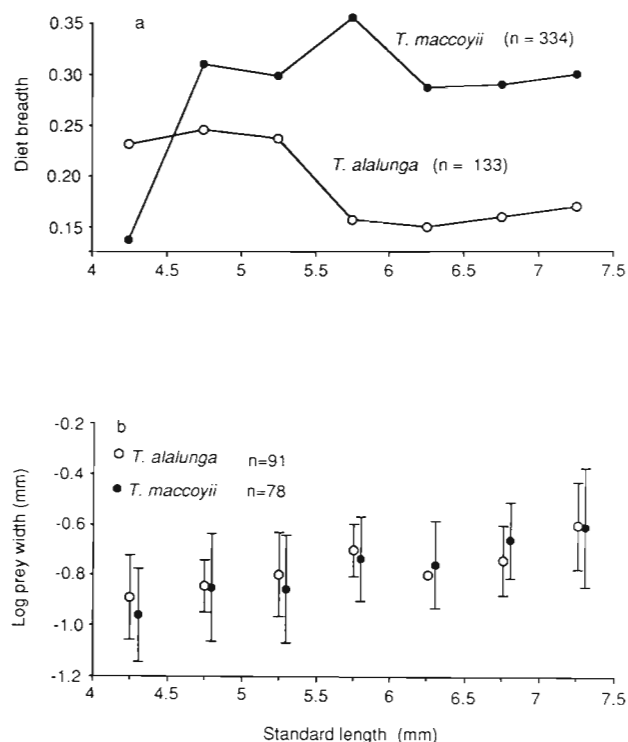 a
T. maccoyii (n = 334)
T. alalunga (n = 133)
Diet breadth
0.35
0.30
0.25
0.20
0.15
4 4.5 5 5.5 6 6.5 7 7.5
b
T. alalunga n=91
T. maccoyii n=78
Log prey width (mm)
-0.2
-0.4
-0.6
-0.8
-1.0
-1.2
4 4.5 5 5.5 6 6.5 7 7.5
Standard length (mm)